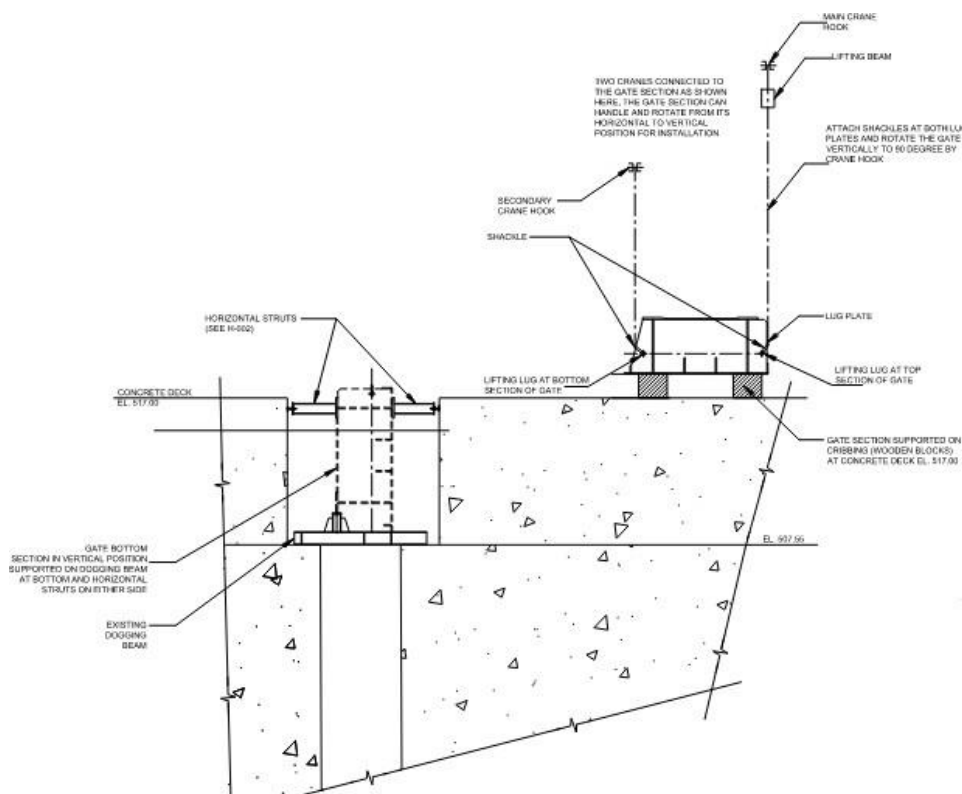 MAIN CRANE
HOOK
LIFTING BEAM
TWO CRANES CONNECTED TO
THE GATE SECTION AS SHOWN
HERE, THE GATE SECTION CAN
HANDLE AND ROTATE FROM ITS
HORIZONTAL TO VERTICAL
POSITION FOR INSTALLATION
ATTACH SHACKLES AT BOTH LUG
PLATES AND ROTATE THE GATE
VERTICALLY TO 90 DEGREE BY
CRANE HOOK
SECONDARY
CRANE HOOK
SHACKLE
HORIZONTAL STRUTS
(SEE H-002)
LUG PLATE
LIFTING LUG AT BOTTOM
SECTION OF GATE
LIFTING LUG AT TOP
SECTION OF GATE
CONCRETE DECK
EL. 517.00
GATE SECTION SUPPORTED ON
CRIBBING (WOODEN BLOCKS)
AT CONCRETE DECK EL. 517.00
EL. 507.55
GATE BOTTOM
SECTION IN VERTICAL POSITION
SUPPORTED ON DOGGING BEAM
AT BOTTOM AND HORIZONTAL
STRUTS ON EITHER SIDE
EXISTING
DOGGING
BEAM